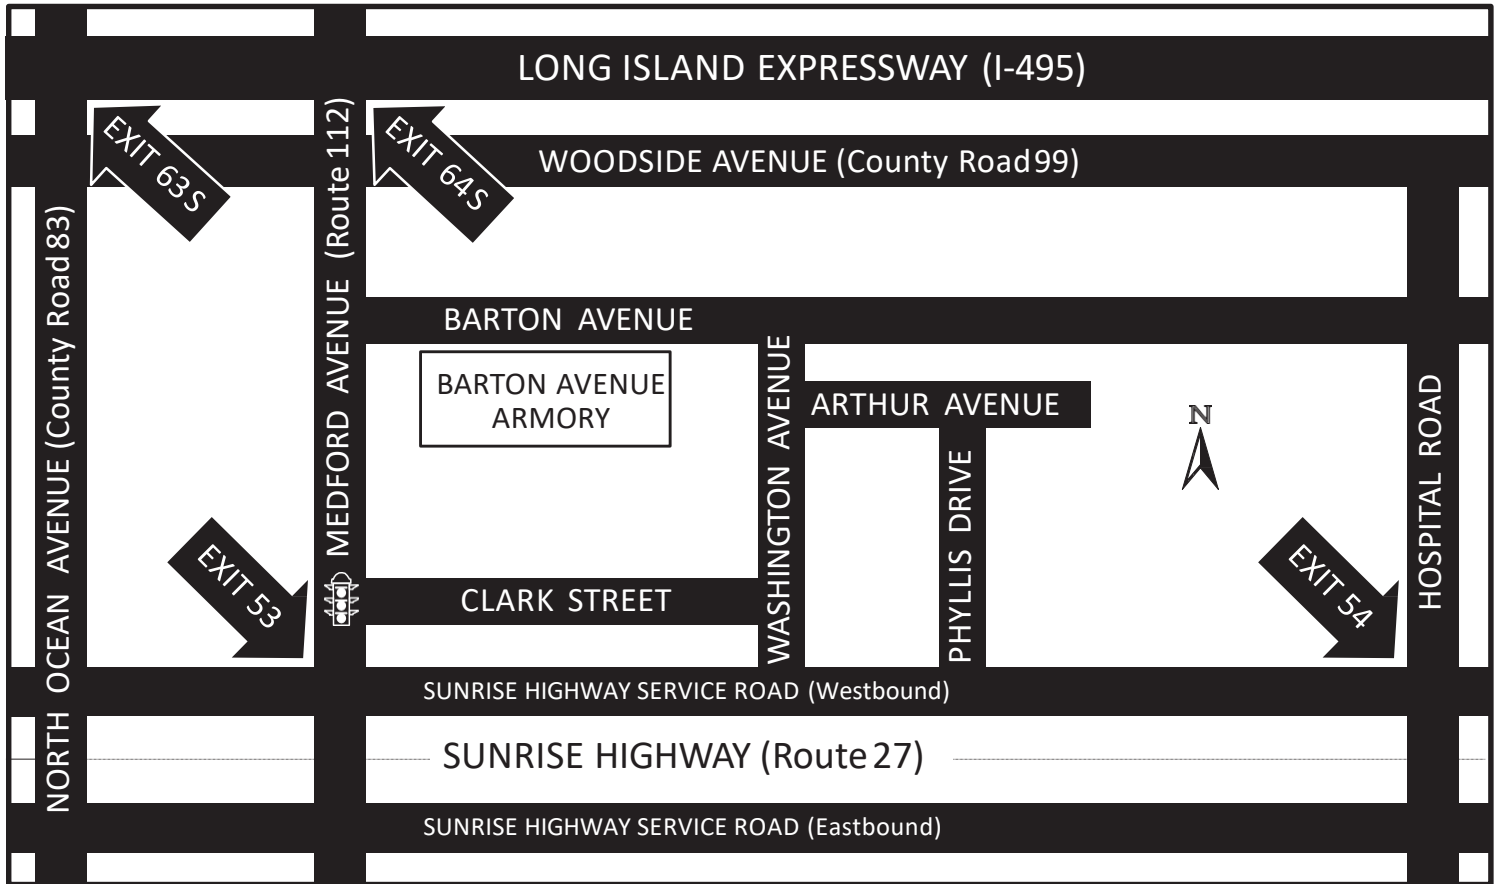 LONG ISLAND EXPRESSWAY (I-495)
EXIT 63S
EXIT 64S
WOODSIDE AVENUE (County Road 99)
NORTH OCEAN AVENUE (County Road 83)
MEDFORD AVENUE (Route 112)
BARTON AVENUE
BARTON AVENUE
ARMORY
WASHINGTON AVENUE
ARTHUR AVENUE
PHYLLIS DRIVE
N
HOSPITAL ROAD
EXIT 53
EXIT 54
CLARK STREET
SUNRISE HIGHWAY SERVICE ROAD (Westbound)
SUNRISE HIGHWAY (Route 27)
SUNRISE HIGHWAY SERVICE ROAD (Eastbound)